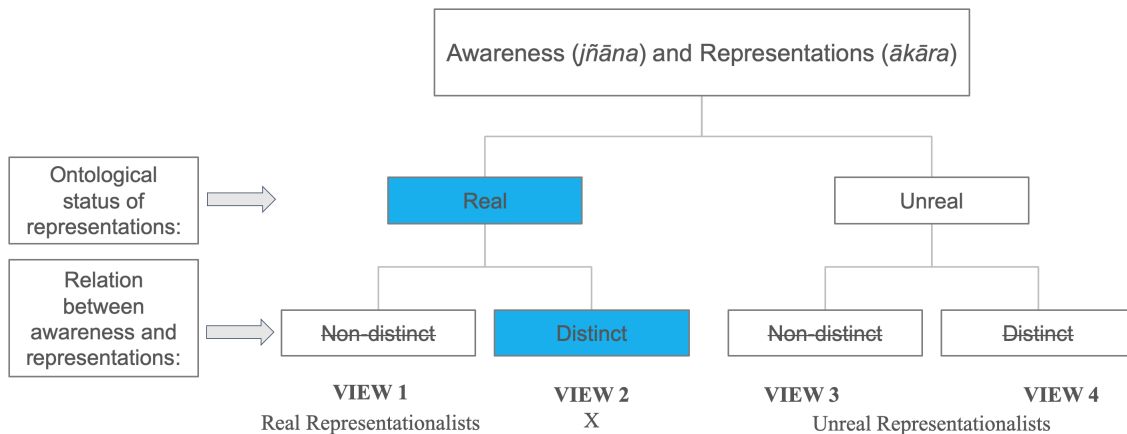 Awareness (jñāna) and Representations (ākāra)
Ontological
status of
representations:
Real
Unreal
Relation
between
awareness and
representations:
Non-distinct
Distinct
Non-distinct
Distinct
VIEW 1
VIEW 2
VIEW 3
VIEW 4
Real Representationalists
X
Unreal Representationalists